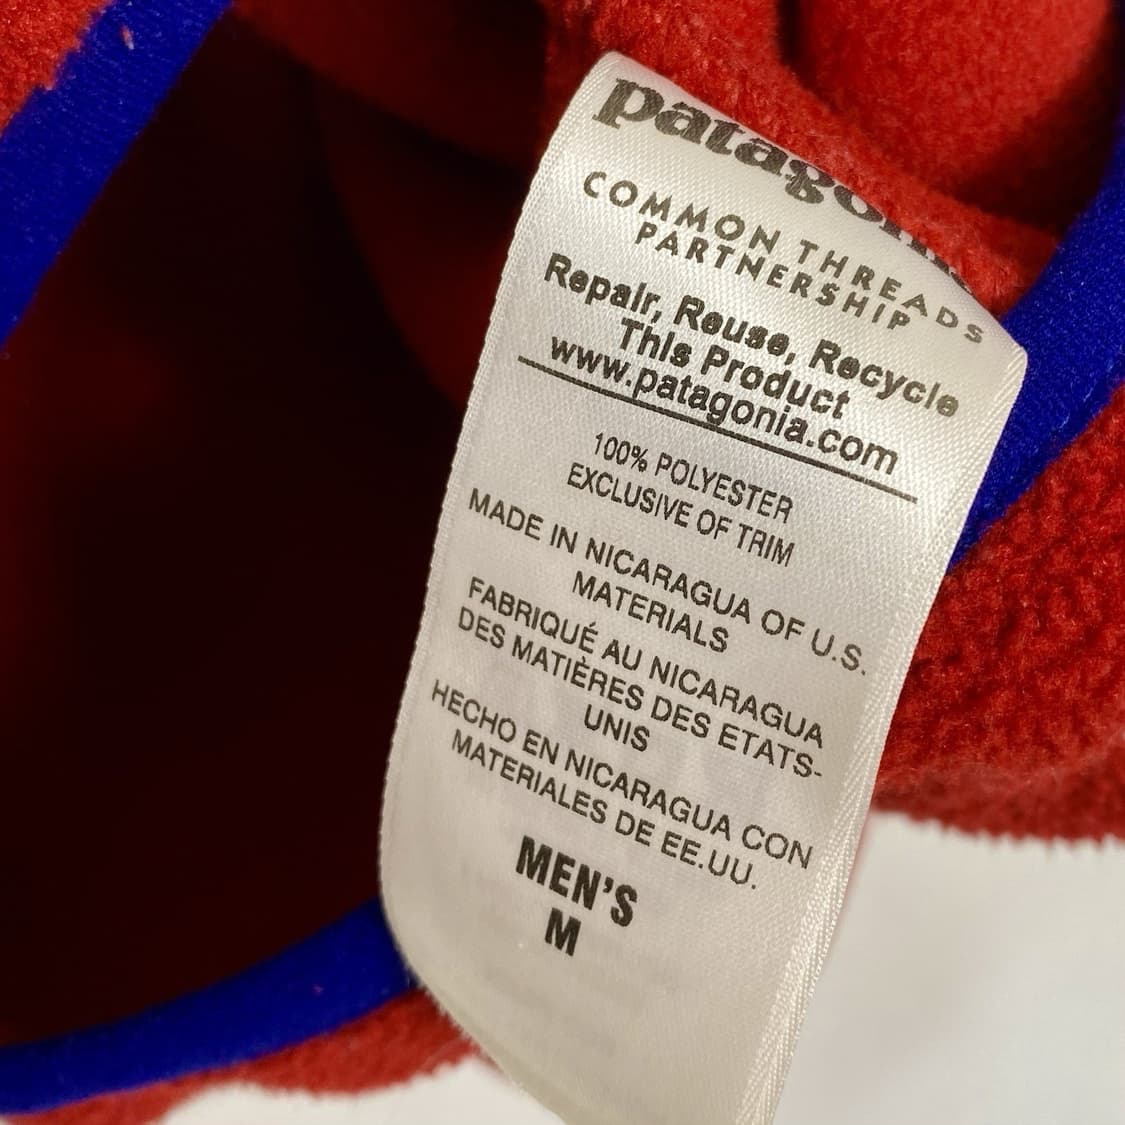 patagonia
COMMON THREADS
PARTNERSHIP
Repair, Reuse, Recycle
This Product
www.patagonia.com
100% POLYESTER
EXCLUSIVE OF TRIM
MADE IN NICARAGUA OF U.S.
MATERIALS
FABRIQUÉ AU NICARAGUA
DES MATIÈRES DES ETATS-
UNIS
HECHO EN NICARAGUA CON
MATERIALES DE EE.UU.
MEN'S
M